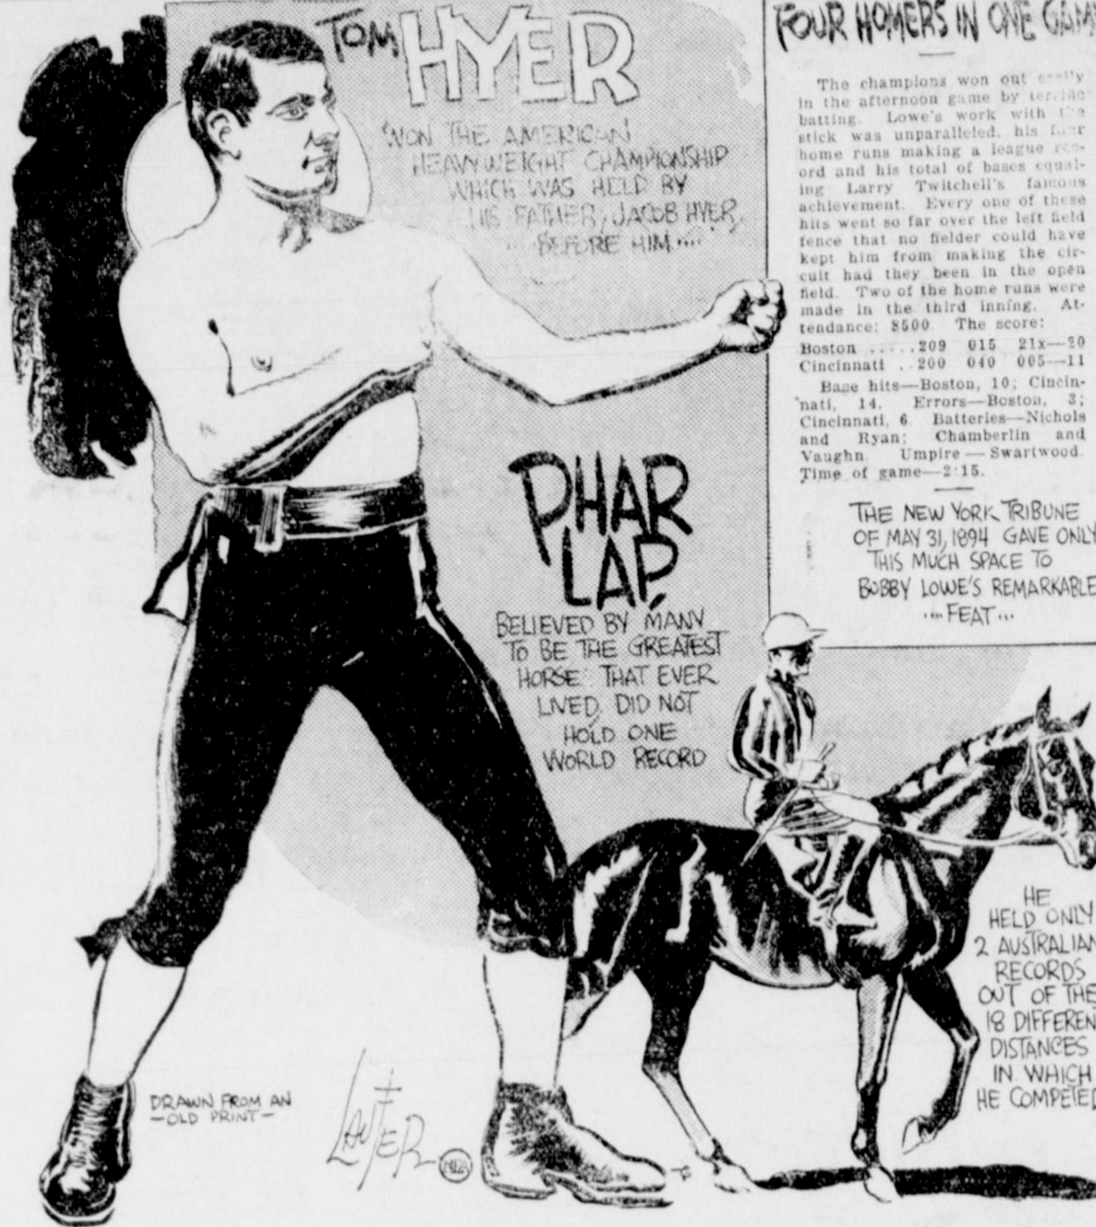 TOM HYER
WON THE AMERICAN
HEAVYWEIGHT CHAMPIONSHIP
WHICH WAS HELD BY
HIS FATHER, JACOB HYER,
BEFORE HIM....
PHAR
LAP,
BELIEVED BY MANY
TO BE THE GREATEST
HORSE THAT EVER
LIVED, DID NOT
HOLD ONE
WORLD RECORD
HE
HELD ONLY
2 AUSTRALIAN
RECORDS
OUT OF THE
18 DIFFEREN
DISTANCES
IN WHICH
HE COMPETED
FOUR HOMERS IN ONE GAM
The champions won out
in the afternoon game by terrific
batting. Lowe's work with the
stick was unparalleled, his four
home runs making a league rec-
ord and his total of bases equal-
ing Larry Twitchell's famous
achievement. Every one of these
hits went so far over the left field
fence that no fielder could have
kept him from making the cir-
cuit had they been in the open
field. Two of the home runs were
made in the third inning. At-
tendance: 8500 The score:
Boston .....209 015 21x—20
Cincinnati ..200 040 005—11
Base hits—Boston, 10; Cincin-
nati, 14. Errors—Boston, 3;
Cincinnati, 6. Batteries—Nichols
and Ryan; Chamberlin and
Vaughn. Umpire — Swartwood.
Time of game—2:15.
THE NEW YORK TRIBUNE
OF MAY 31, 1894 GAVE ONLY
THIS MUCH SPACE TO
BOBBY LOWE'S REMARKABLE
... FEAT ...
DRAWN FROM AN
— OLD PRINT —
LAUFER
NEA